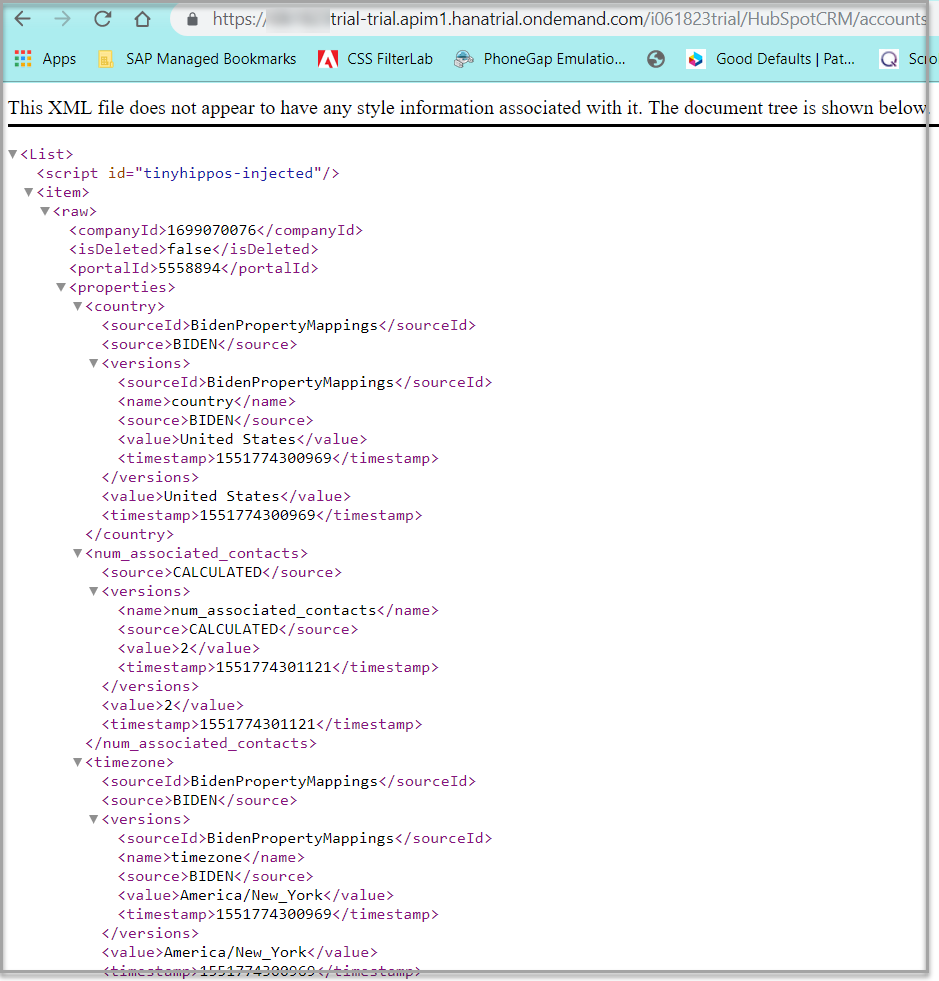 https://trial-trial.apim1.hanatrial.ondemand.com/i061823trial/HubSpotCRM/accounts
Apps SAP Managed Bookmarks CSS FilterLab PhoneGap Emulatio... Good Defaults | Pat... Scro
This XML file does not appear to have any style information associated with it. The document tree is shown below.
▼<List>
<script id="tinyhippos-injected"/>
▼<item>
▼<raw>
<companyId>1699070076</companyId>
<isDeleted>false</isDeleted>
<portalId>5558894</portalId>
▼<properties>
▼<country>
<sourceId>BidenPropertyMappings</sourceId>
<source>BIDEN</source>
▼<versions>
<sourceId>BidenPropertyMappings</sourceId>
<name>country</name>
<source>BIDEN</source>
<value>United States</value>
<timestamp>1551774300969</timestamp>
</versions>
<value>United States</value>
<timestamp>1551774300969</timestamp>
</country>
▼<num_associated_contacts>
<source>CALCULATED</source>
▼<versions>
<name>num_associated_contacts</name>
<source>CALCULATED</source>
<value>2</value>
<timestamp>1551774301121</timestamp>
</versions>
<value>2</value>
<timestamp>1551774301121</timestamp>
</num_associated_contacts>
▼<timezone>
<sourceId>BidenPropertyMappings</sourceId>
<source>BIDEN</source>
▼<versions>
<sourceId>BidenPropertyMappings</sourceId>
<name>timezone</name>
<source>BIDEN</source>
<value>America/New_York</value>
<timestamp>1551774300969</timestamp>
</versions>
<value>America/New_York</value>
<timestamp>1551774300969</timestamp>